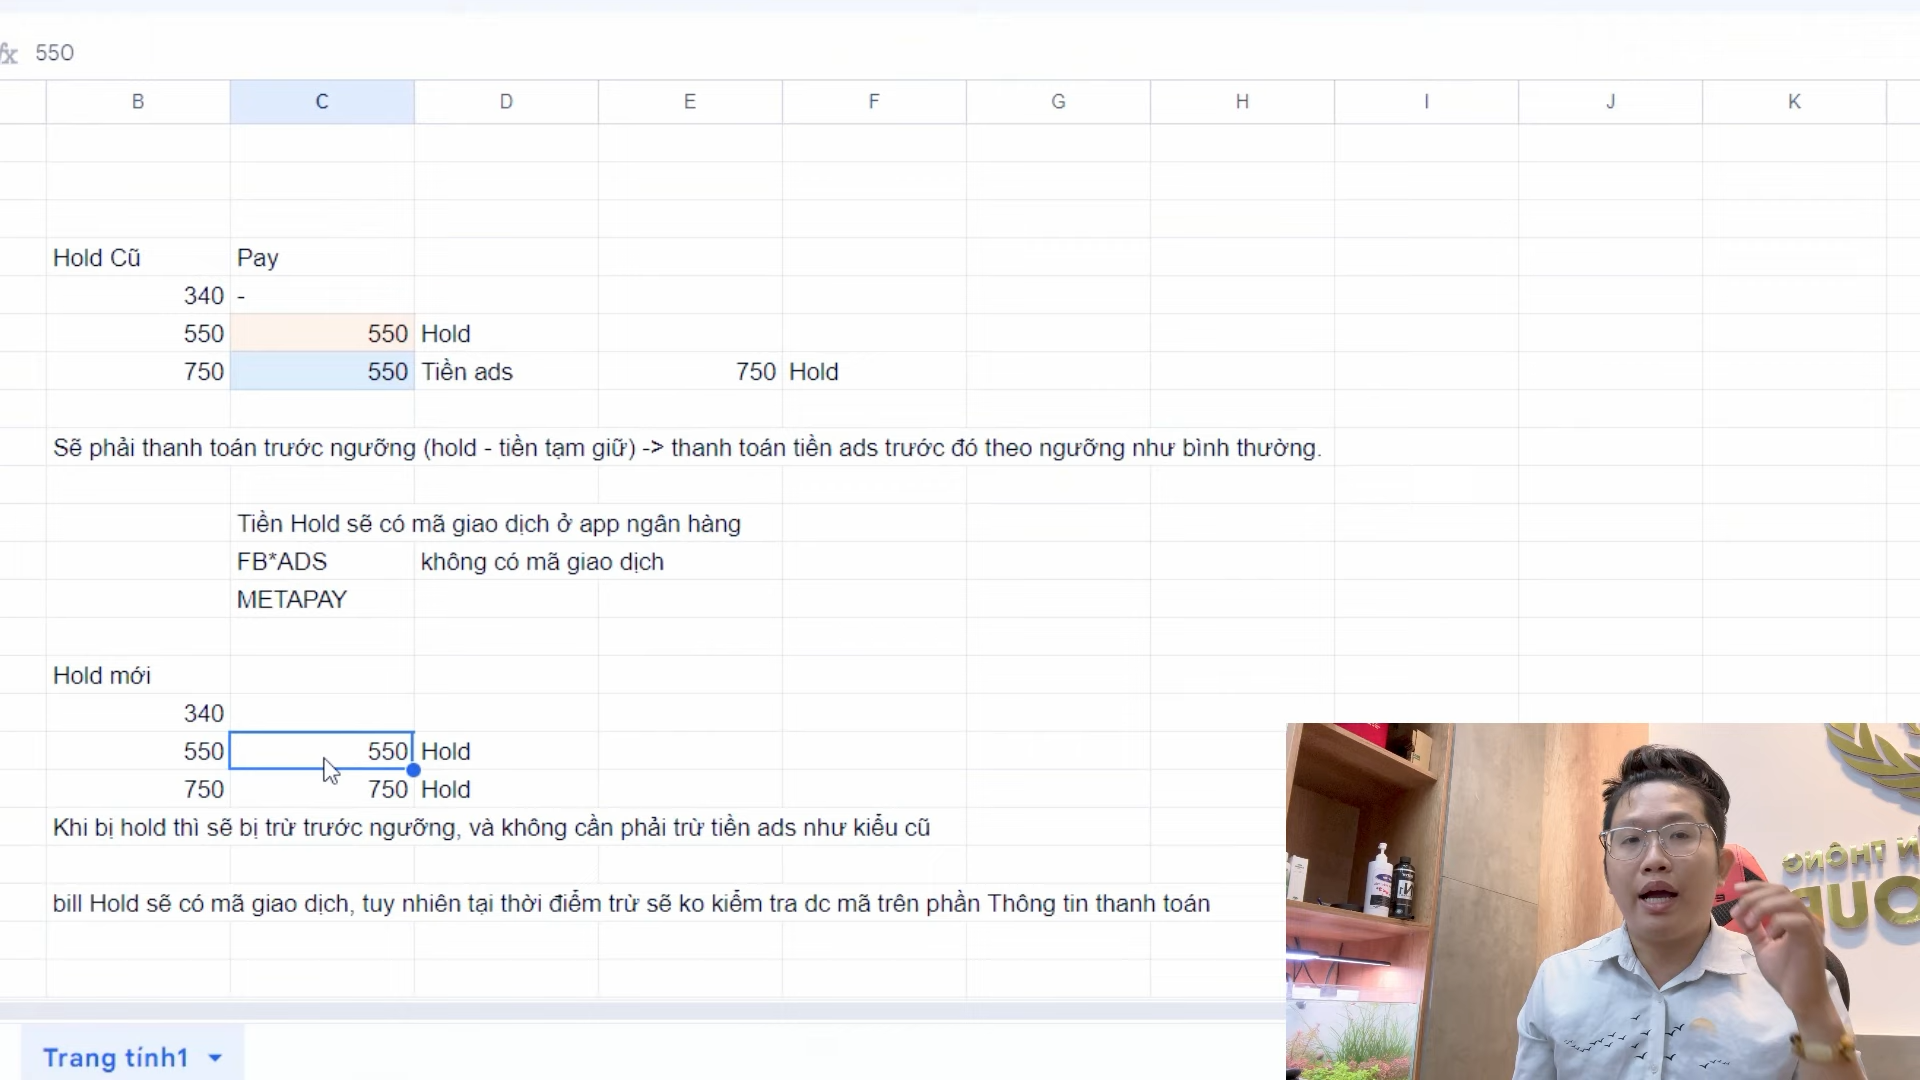 fx 550
B C D E F G H I J K
Hold Cũ Pay
340 -
550 550 Hold
750 550 Tiền ads 750 Hold
Sẽ phải thanh toán trước ngưỡng (hold - tiền tạm giữ) -> thanh toán tiền ads trước đó theo ngưỡng như bình thường.
Tiền Hold sẽ có mã giao dịch ở app ngân hàng
FB*ADS không có mã giao dịch
METAPAY
Hold mới
340
550 550 Hold
750 750 Hold
Khi bị hold thì sẽ bị trừ trước ngưỡng, và không cần phải trừ tiền ads như kiểu cũ
bill Hold sẽ có mã giao dịch, tuy nhiên tại thời điểm trừ sẽ ko kiểm tra dc mã trên phần Thông tin thanh toán
Trang tính1